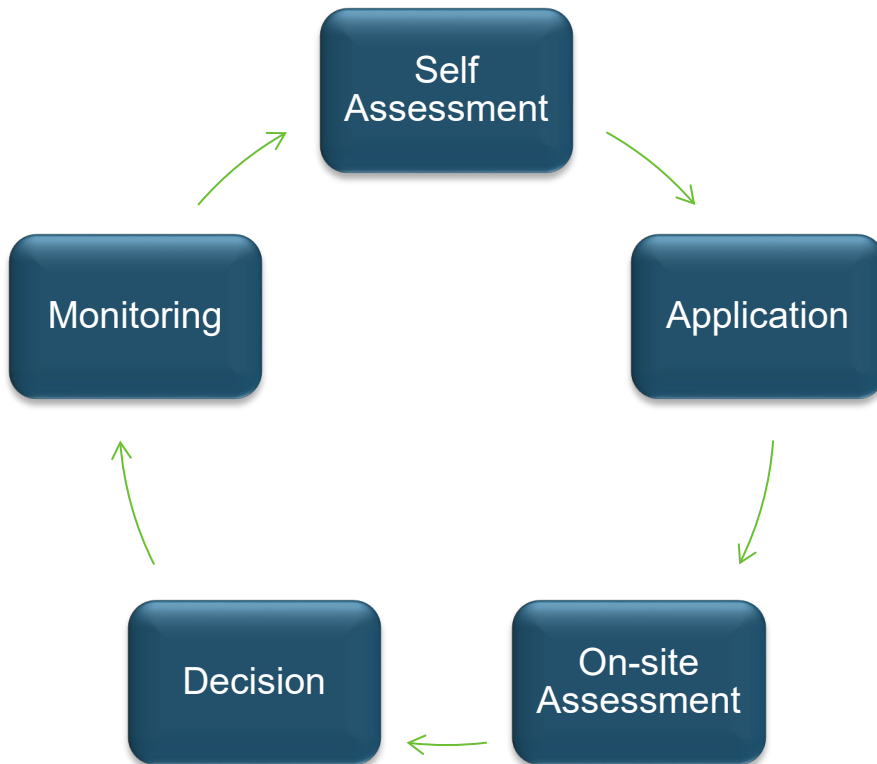 Self
Assessment
Application
On-site
Assessment
Decision
Monitoring